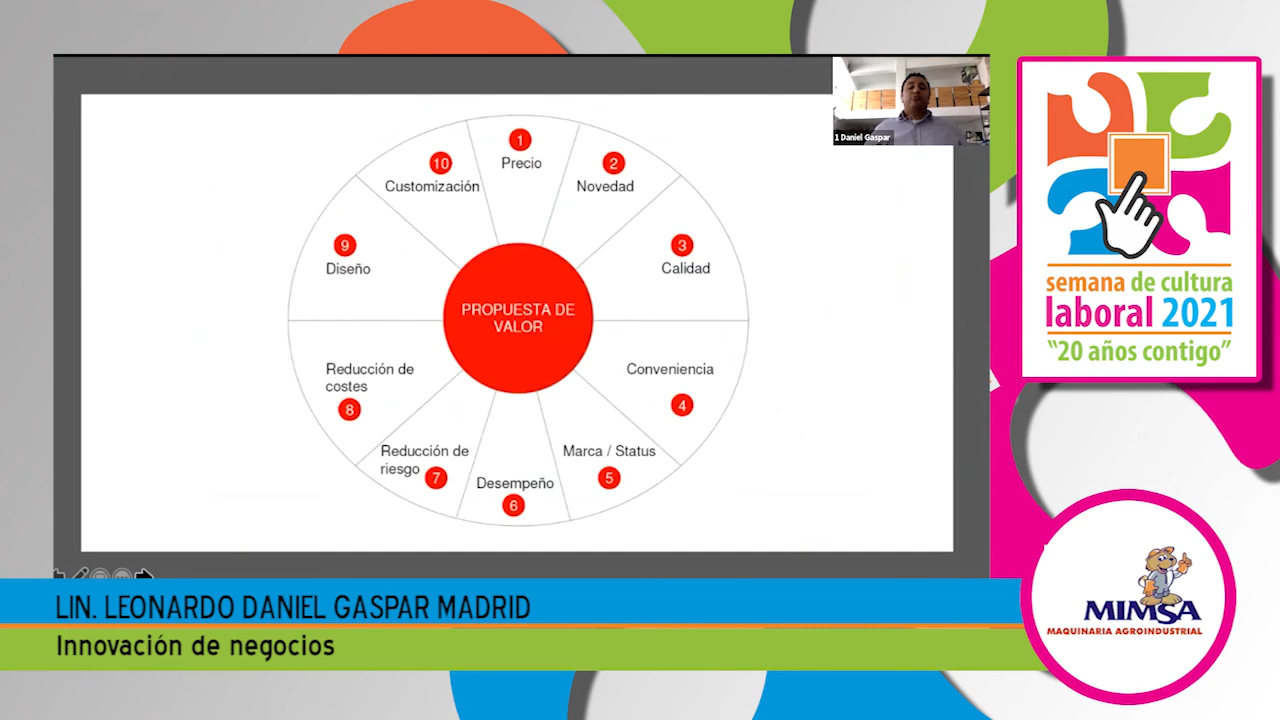 1 Daniel Gaspar
1
Precio
2
Novedad
3
Calidad
Conveniencia
4
Marca / Status
5
Desempeño
6
Reducción de
riesgo
7
Reducción de
costes
8
9
Diseño
10
Customización
PROPUESTA DE
VALOR
semana de cultura
laboral 2021
"20 años contigo"
LIN. LEONARDO DANIEL GASPAR MADRID
Innovación de negocios
MIMSA
MAQUINARIA AGROINDUSTRIAL